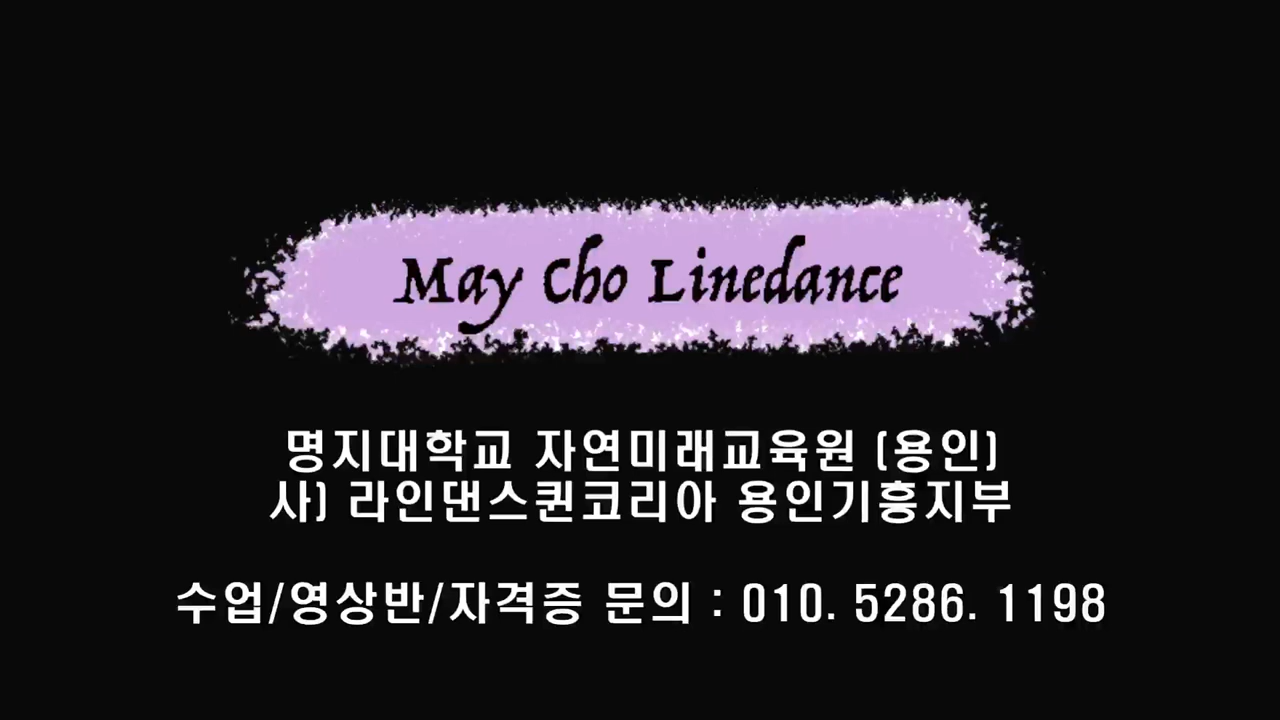 May Cho Linedance
명지대학교 자연미래교육원 (용인)
사) 라인댄스퀸코리아 용인기흥지부
수업/영상반/자격증 문의 : 010. 5286. 1198